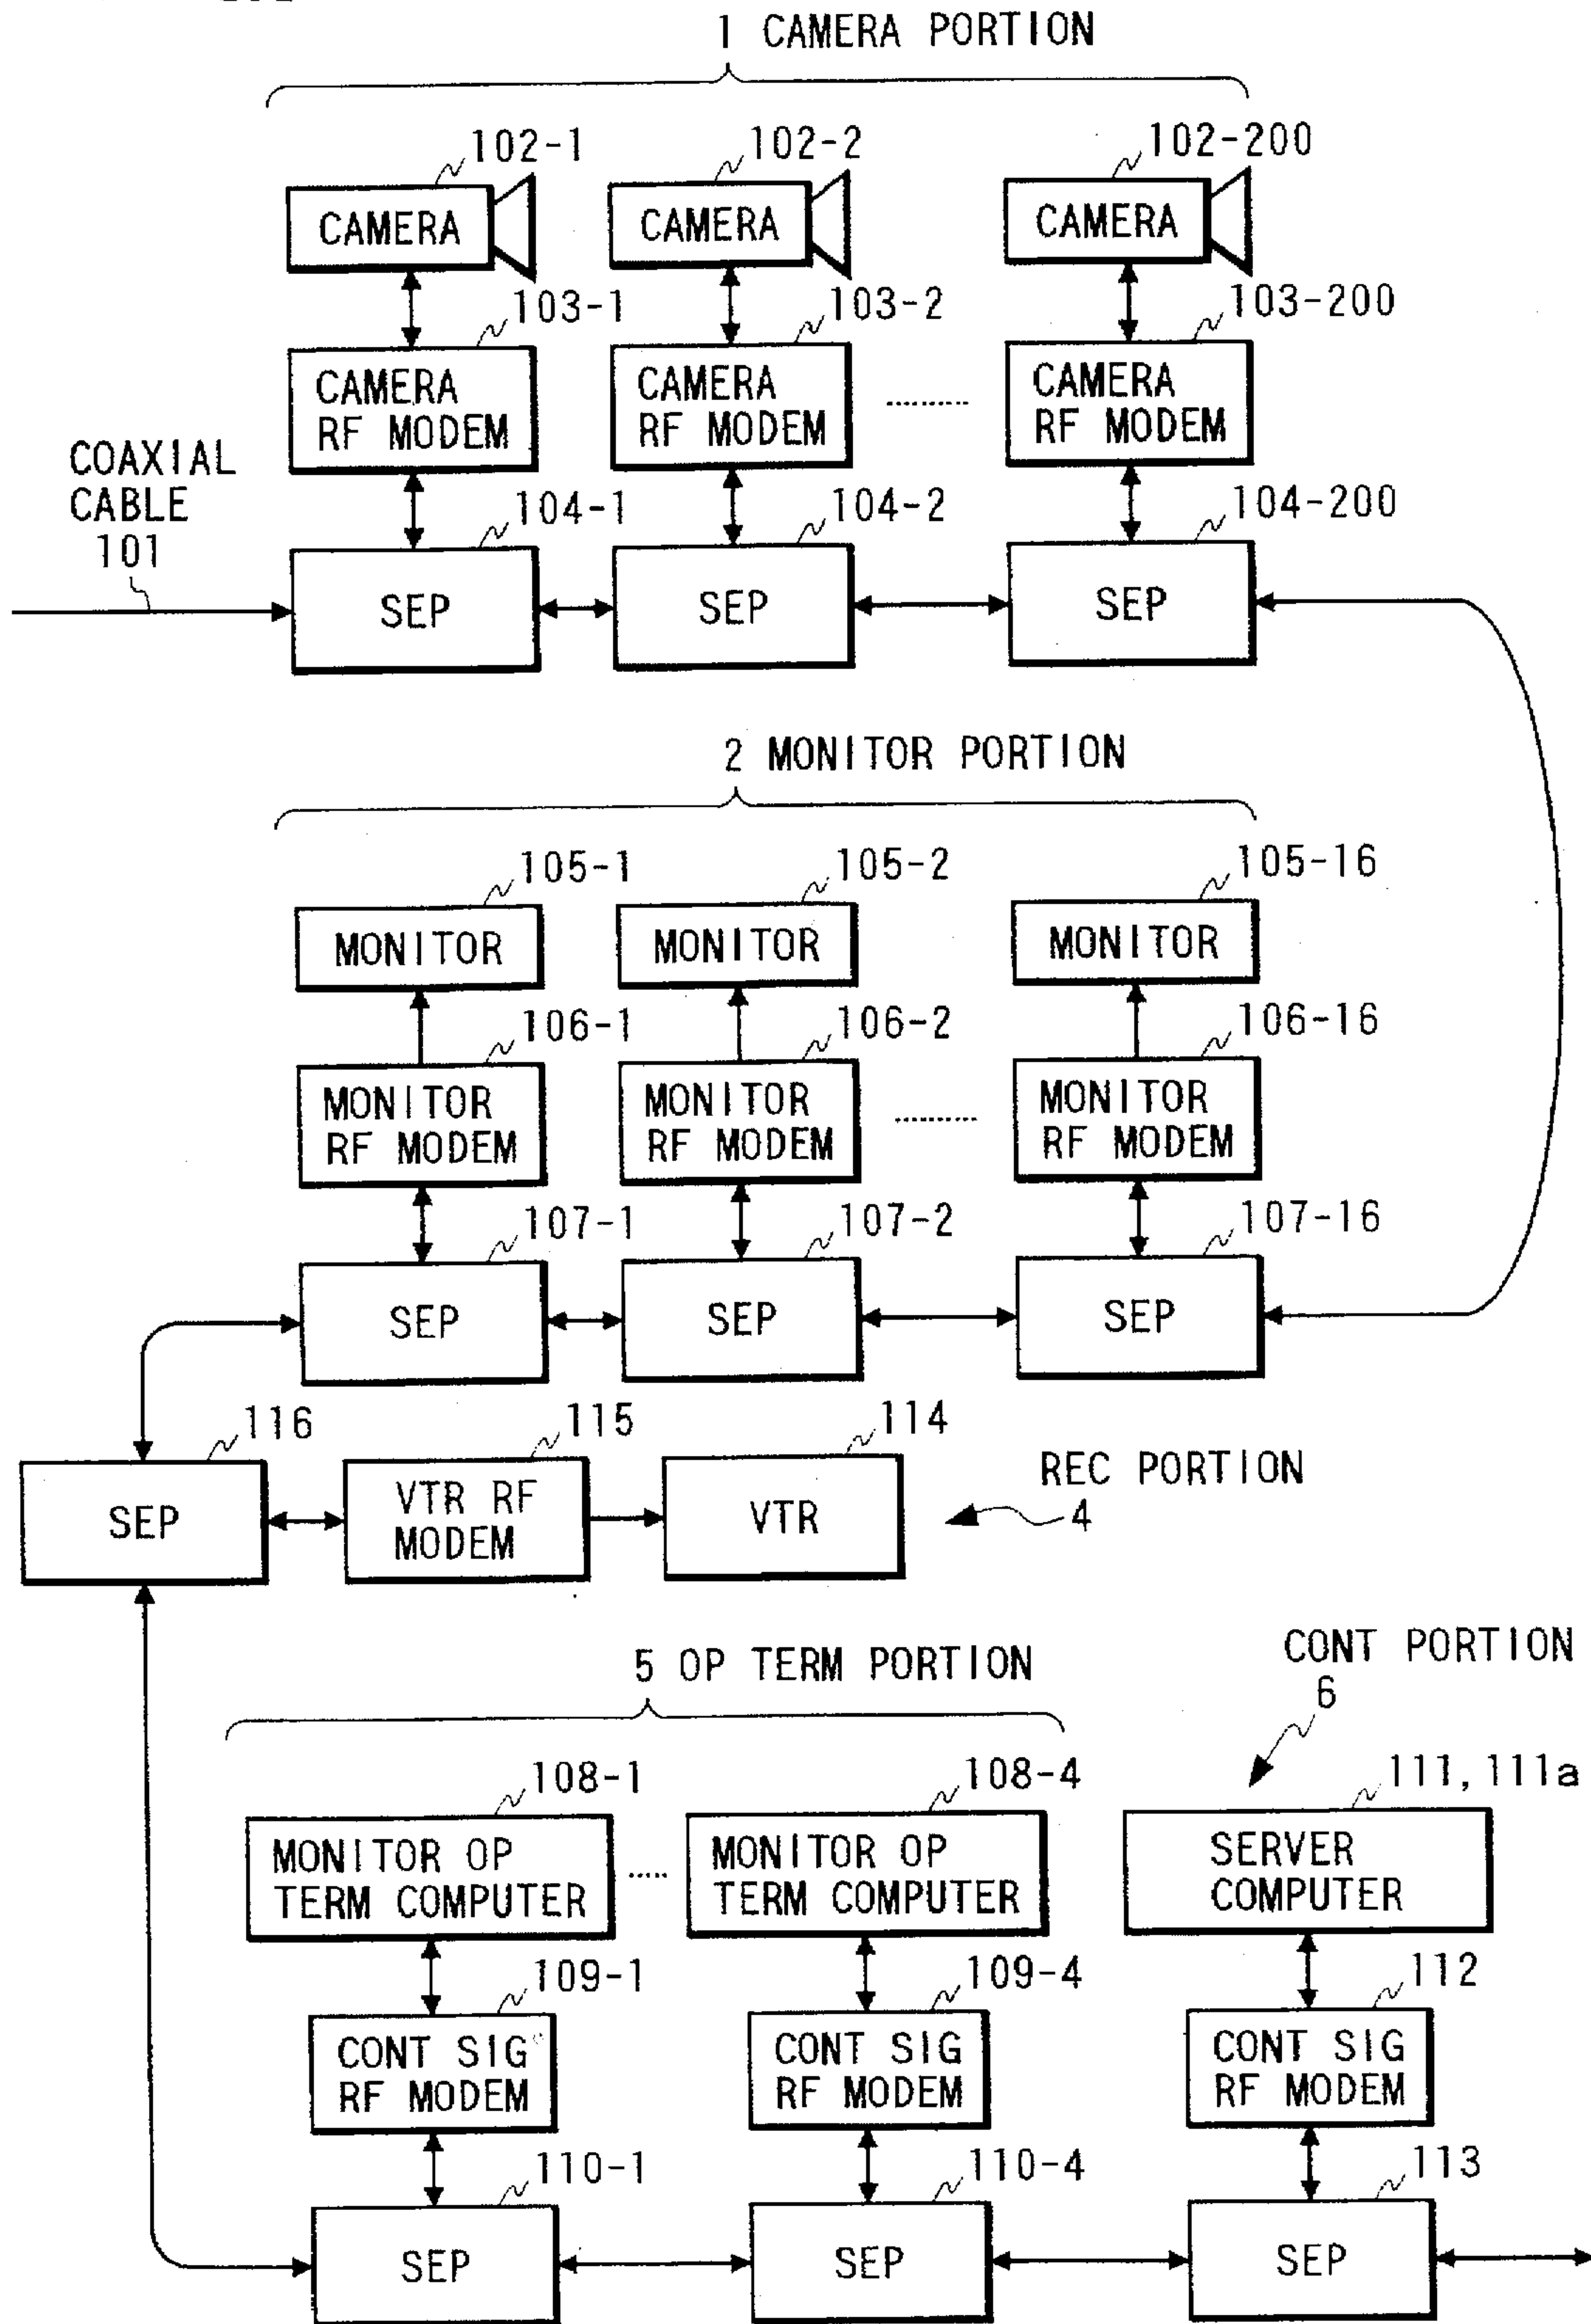 1 CAMERA PORTION
102-1
102-2
102-200
CAMERA
CAMERA
CAMERA
103-1
103-2
103-200
CAMERA
RF MODEM
CAMERA
RF MODEM
CAMERA
RF MODEM
COAXIAL
CABLE
101
104-1
104-2
104-200
SEP
SEP
SEP
2 MONITOR PORTION
105-1
105-2
105-16
MONITOR
MONITOR
MONITOR
106-1
106-2
106-16
MONITOR
RF MODEM
MONITOR
RF MODEM
MONITOR
RF MODEM
107-1
107-2
107-16
SEP
SEP
SEP
116
115
114
SEP
VTR RF
MODEM
VTR
REC PORTION
4
5 OP TERM PORTION
CONT PORTION
6
108-1
108-4
111, 111a
MONITOR OP
TERM COMPUTER
MONITOR OP
TERM COMPUTER
SERVER
COMPUTER
109-1
109-4
112
CONT SIG
RF MODEM
CONT SIG
RF MODEM
CONT SIG
RF MODEM
110-1
110-4
113
SEP
SEP
SEP